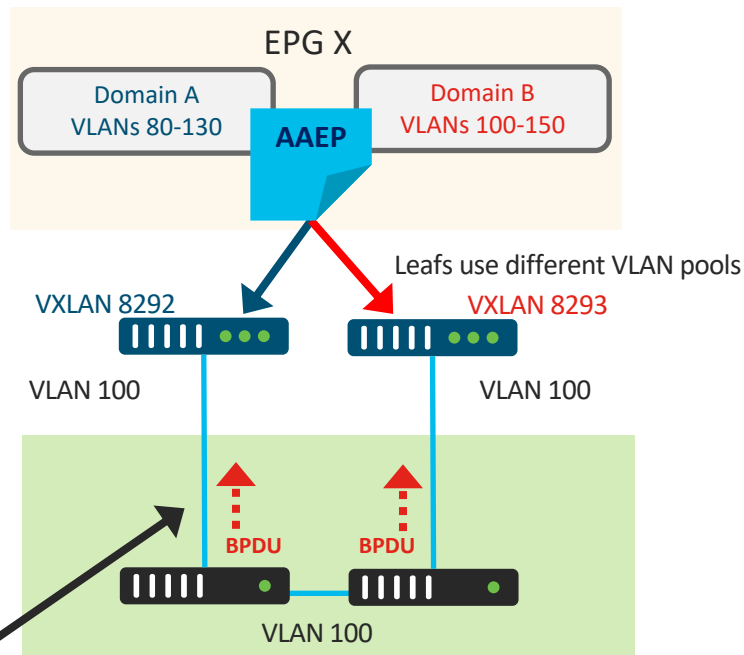 EPG X
Domain A
VLANs 80-130
AAEP
Domain B
VLANs 100-150
Leafs use different VLAN pools
VXLAN 8292
VXLAN 8293
VLAN 100
VLAN 100
BPDU
BPDU
VLAN 100